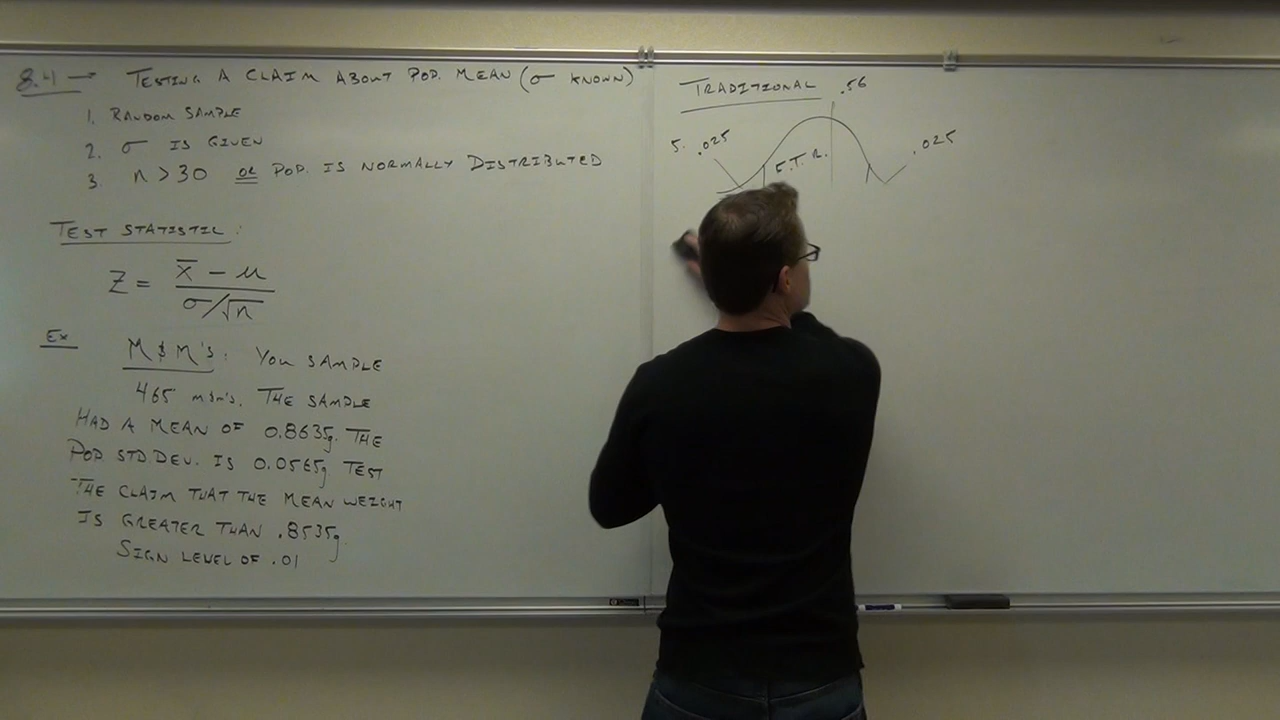 8.4 → TESTING A CLAIM ABOUT POP. MEAN (σ KNOWN)
1. RANDOM SAMPLE
2. σ IS GIVEN
3. n > 30 OR POP. IS NORMALLY DISTRIBUTED
TEST STATISTIC:
Z = x̄ - μ / σ/√n
Ex M&M's: YOU SAMPLE
465 m&m's. THE SAMPLE
HAD A MEAN OF 0.8635g. THE
POP STD DEV. IS 0.0565g TEST
THE CLAIM THAT THE MEAN WEIGHT
IS GREATER THAN .8535g
SIGN LEVEL OF .01
TRADITIONAL
.56
5. .025
.025
F.T.R.